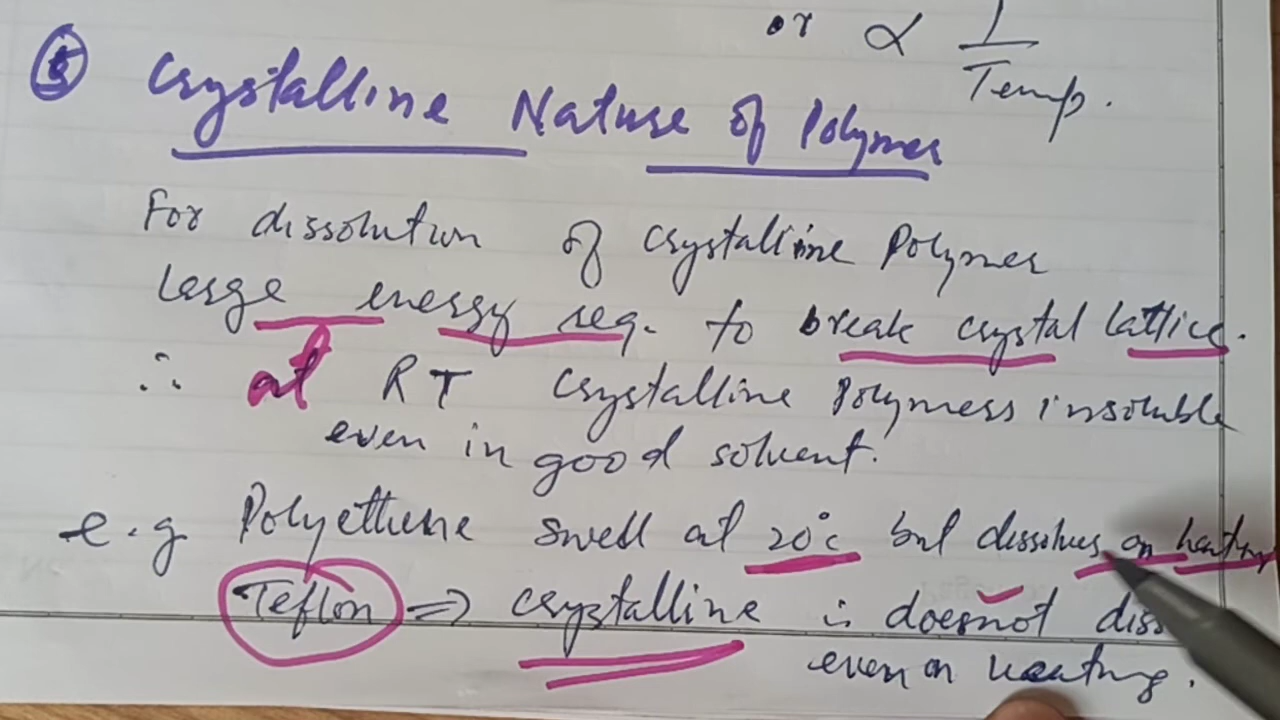 or ∝ 1/Temp.
⑤ Crystalline Nature of Polymer
For dissolution of crystalline Polymer
large energy req. to break crystal lattice.
∴ at RT crystalline Polymers insoluble
even in good solvent.
e.g Polyethene swell at 20°C but dissolves on heating
Teflon ⇒ crystalline is doesnot
even on heating.